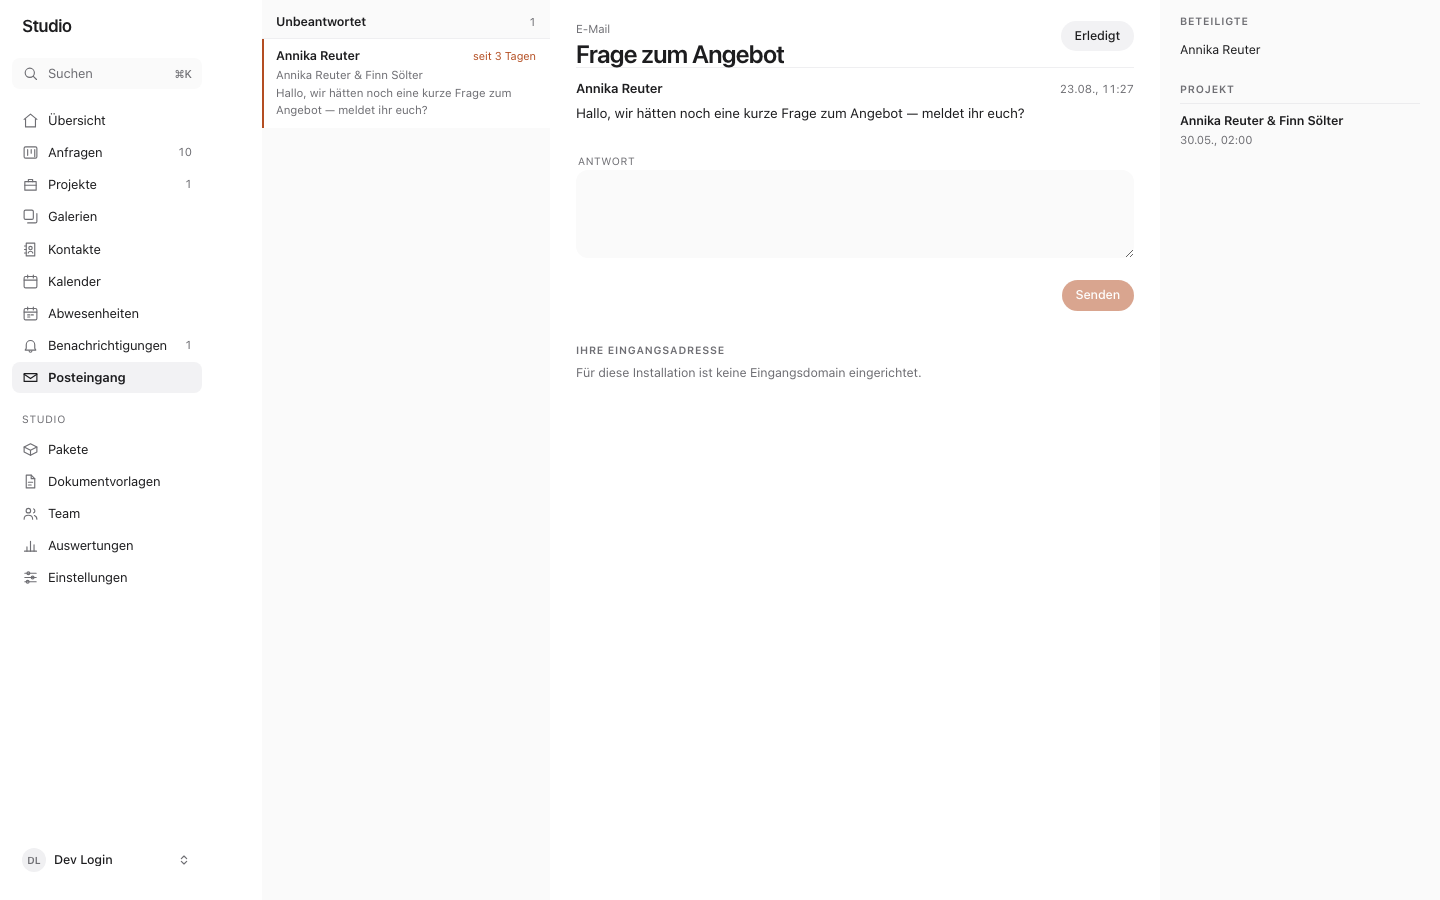 Studio
Suchen ⌘K
Übersicht
Anfragen 10
Projekte 1
Galerien
Kontakte
Kalender
Abwesenheiten
Benachrichtigungen 1
Posteingang
STUDIO
Pakete
Dokumentvorlagen
Team
Auswertungen
Einstellungen
DL Dev Login
Unbeantwortet 1
Annika Reuter seit 3 Tagen
Annika Reuter & Finn Sölter
Hallo, wir hätten noch eine kurze Frage zum
Angebot — meldet ihr euch?
E-Mail
Frage zum Angebot
Erledigt
Annika Reuter 23.08., 11:27
Hallo, wir hätten noch eine kurze Frage zum Angebot — meldet ihr euch?
ANTWORT
Senden
IHRE EINGANGSADRESSE
Für diese Installation ist keine Eingangsdomain eingerichtet.
BETEILIGTE
Annika Reuter
PROJEKT
Annika Reuter & Finn Sölter
30.05., 02:00